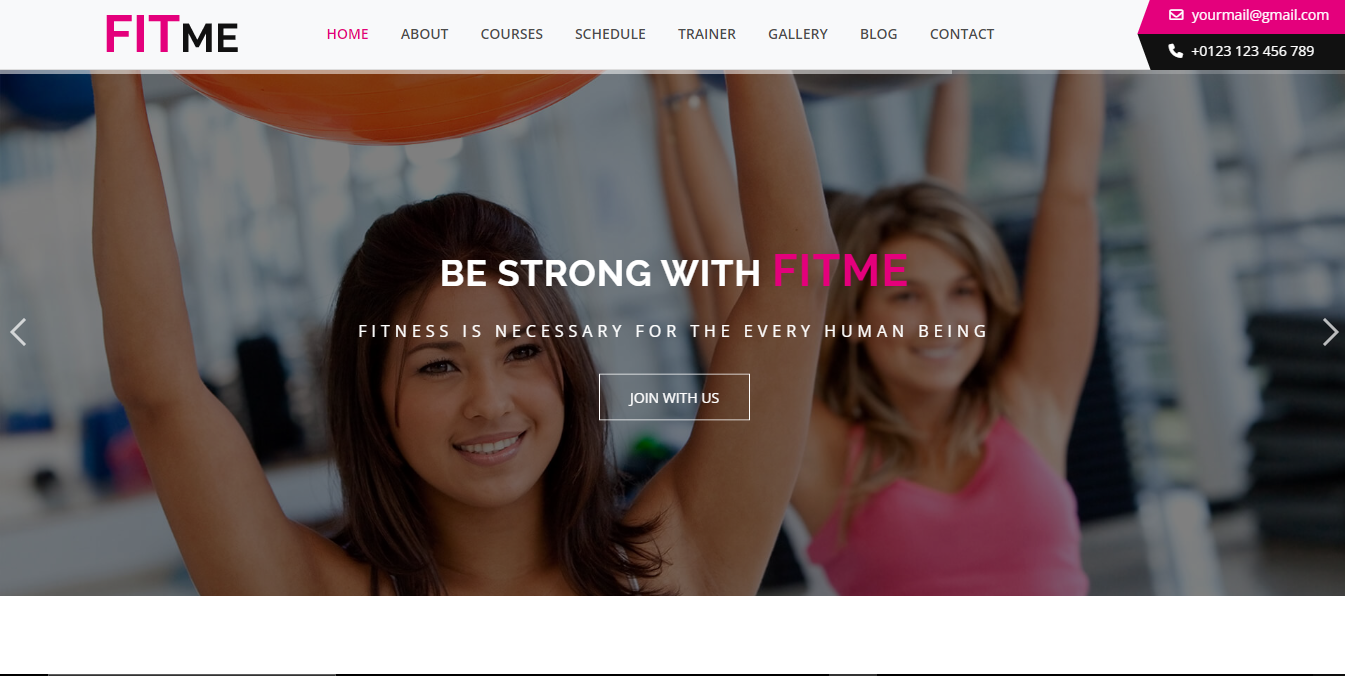 FITME
HOME ABOUT COURSES SCHEDULE TRAINER GALLERY BLOG CONTACT
yourmail@gmail.com
+0123 123 456 789
BE STRONG WITH FITME
FITNESS IS NECESSARY FOR THE EVERY HUMAN BEING
JOIN WITH US